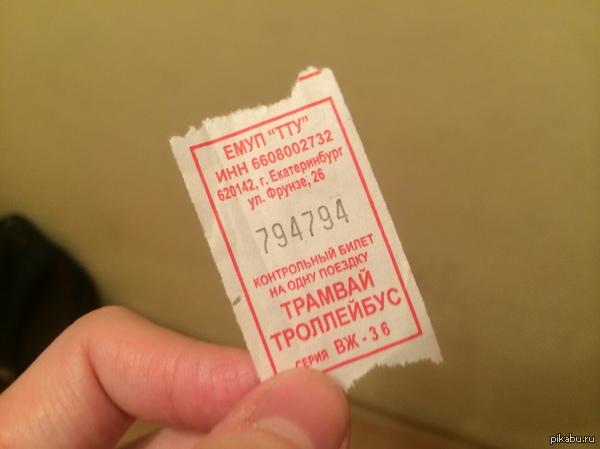 ЕМУП "ТТУ"
ИНН 6608002732
620142, г. Екатеринбург
ул. Фрунзе, 26
794794
КОНТРОЛЬНЫЙ БИЛЕТ
НА ОДНУ ПОЕЗДКУ
ТРАМВАЙ
ТРОЛЛЕЙБУС
СЕРИЯ ВЖ - 36
pikabu.ru